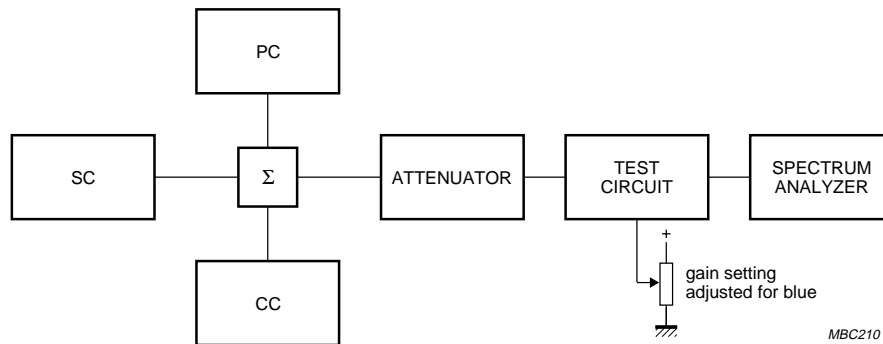 PC
SC
Σ
ATTENUATOR
TEST
CIRCUIT
SPECTRUM
ANALYZER
CC
+
gain setting
adjusted for blue
MBC210